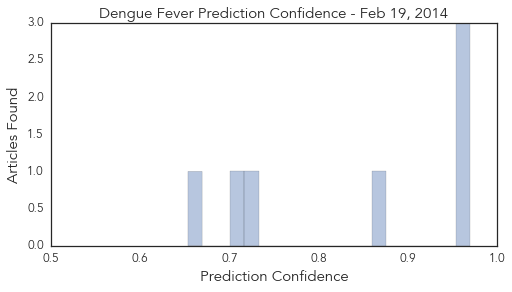 Dengue Fever Prediction Confidence - Feb 19, 2014
3.0
2.5
2.0
1.5
1.0
0.5
0.0
Articles Found
0.5 0.6 0.7 0.8 0.9 1.0
Prediction Confidence